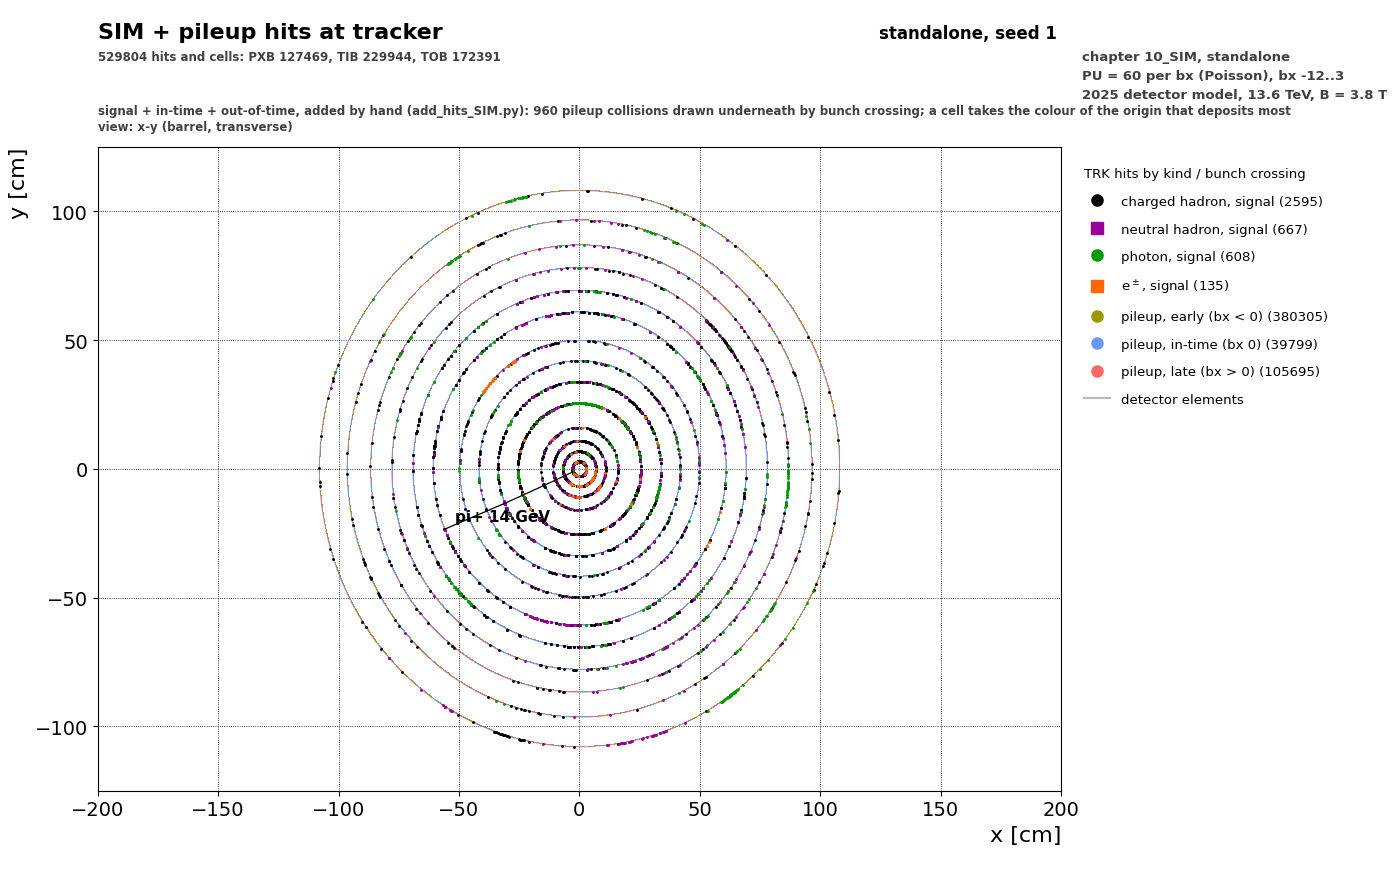 SIM + pileup hits at tracker
standalone, seed 1
529804 hits and cells: PXB 127469, TIB 229944, TOB 172391
chapter 10_SIM, standalone
PU = 60 per bx (Poisson), bx -12..3
2025 detector model, 13.6 TeV, B = 3.8 T
signal + in-time + out-of-time, added by hand (add_hits_SIM.py): 960 pileup collisions drawn underneath by bunch crossing; a cell takes the colour of the origin that deposits most
view: x-y (barrel, transverse)
y [cm]
100
50
0
−50
−100
pi+ 14 GeV
−200
−150
−100
−50
0
50
100
150
200
x [cm]
TRK hits by kind / bunch crossing
charged hadron, signal (2595)
neutral hadron, signal (667)
photon, signal (608)
e±, signal (135)
pileup, early (bx < 0) (380305)
pileup, in-time (bx 0) (39799)
pileup, late (bx > 0) (105695)
detector elements